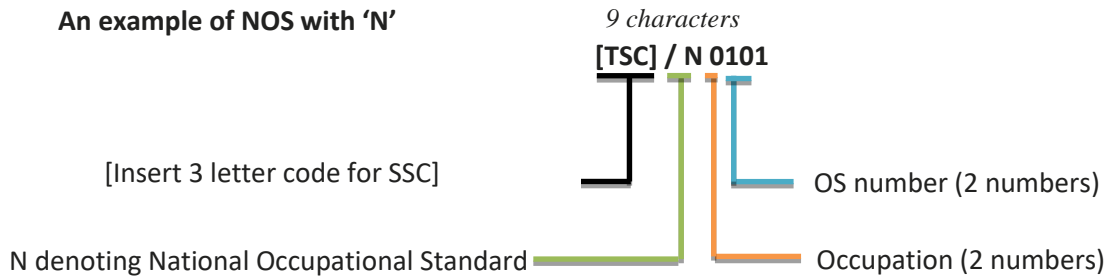 An example of NOS with ‘N’
9 characters
[TSC] / N 0101
[Insert 3 letter code for SSC]
OS number (2 numbers)
N denoting National Occupational Standard
Occupation (2 numbers)